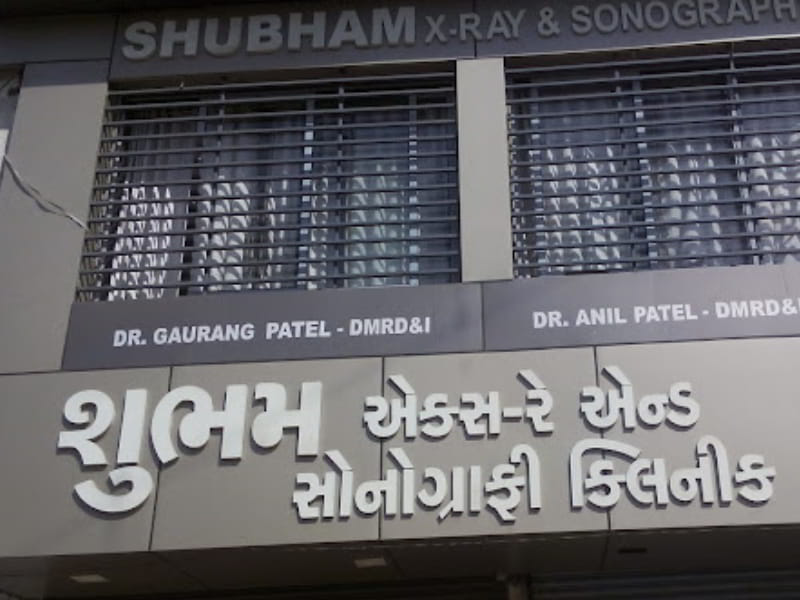 SHUBHAM X-RAY & SONOGRAPH
DR. GAURANG PATEL - DMRD&I
DR. ANIL PATEL - DMRD&I
શુભમ એક્સ-રે એન્ડ
સોનોગ્રાફી ક્લિનીક